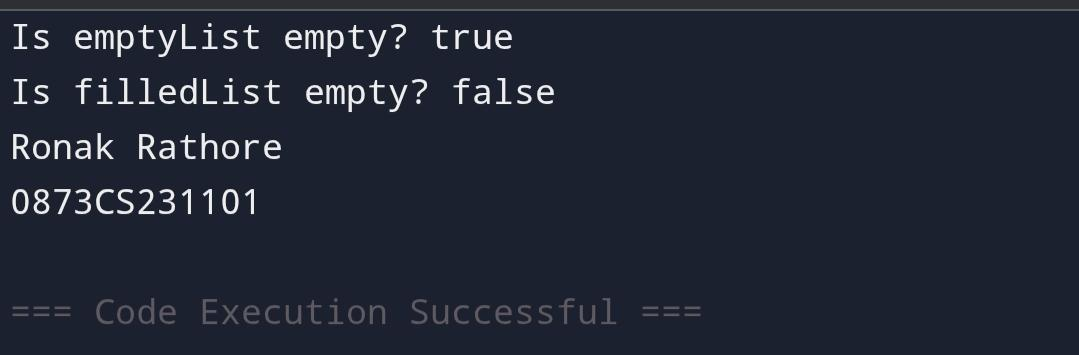 Is emptyList empty? true
Is filledList empty? false
Ronak Rathore
0873CS231101
=== Code Execution Successful ===